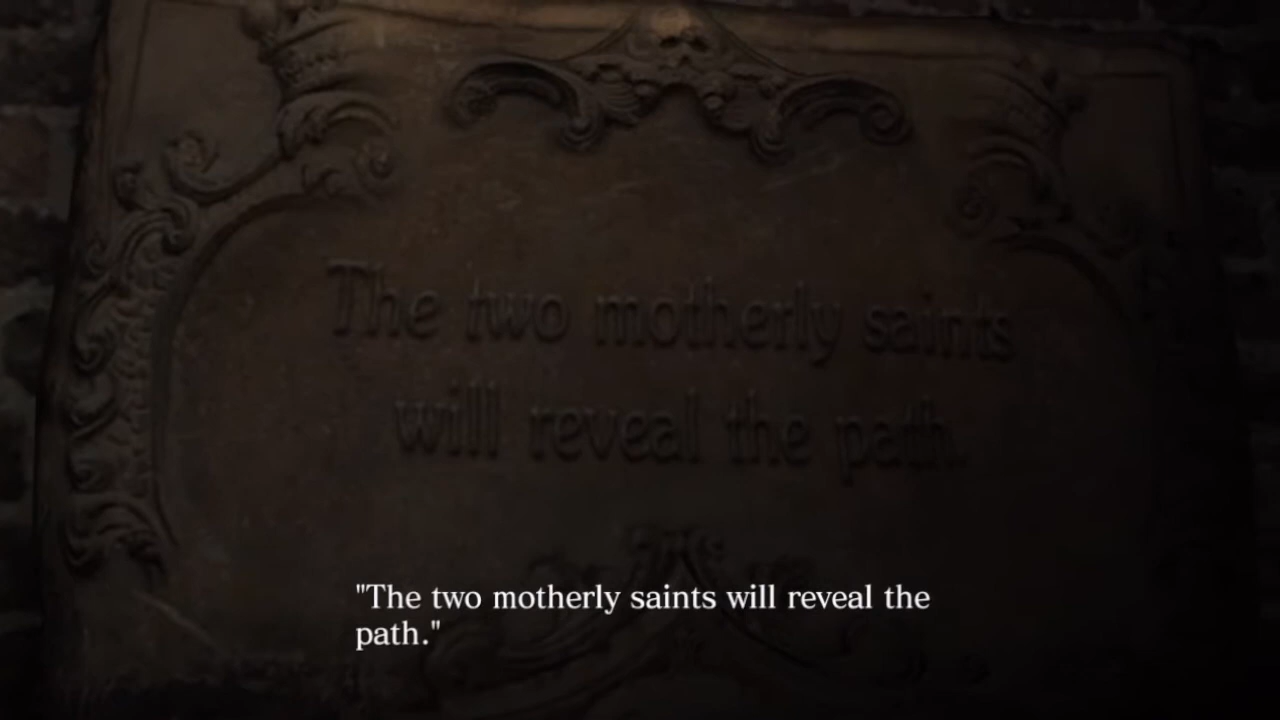 The two motherly saints
will reveal the path.
"The two motherly saints will reveal the
path."